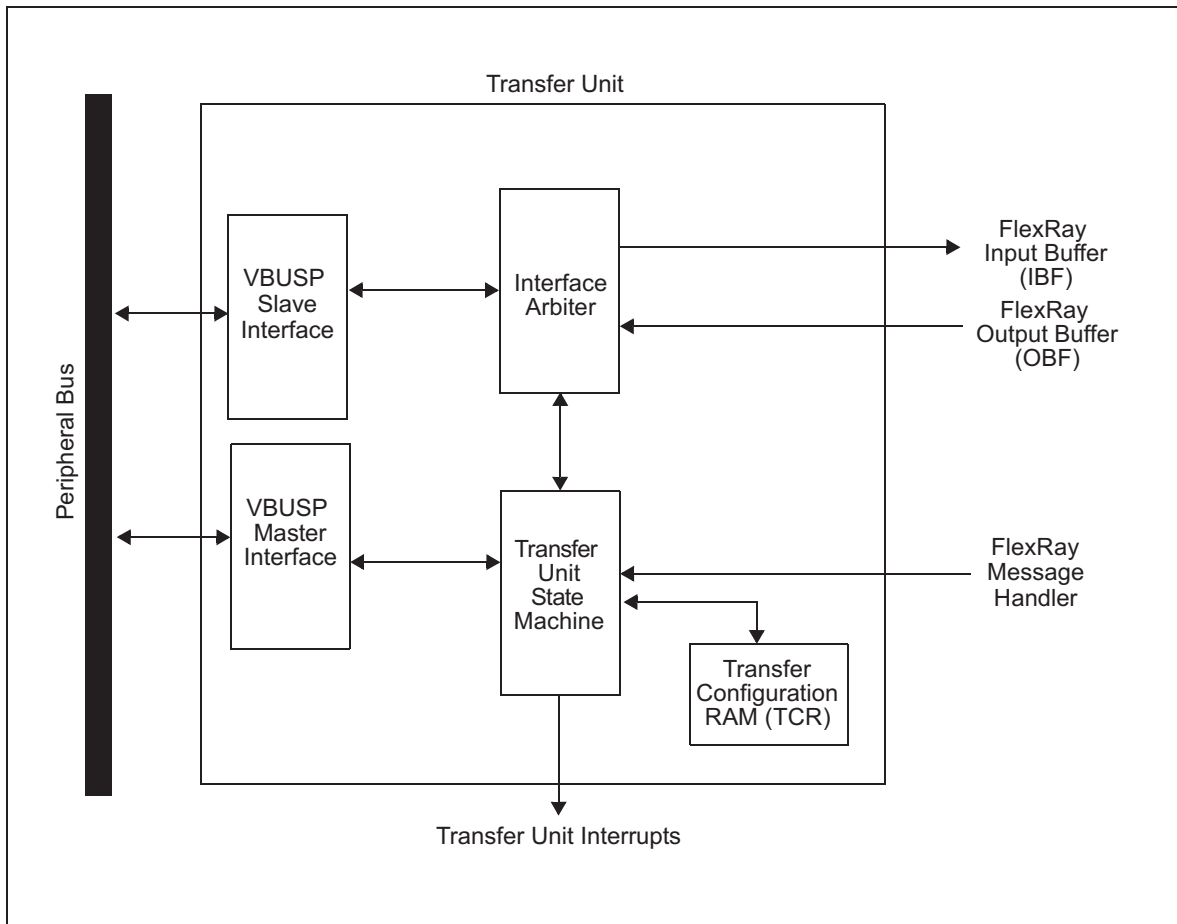 Transfer Unit
Peripheral Bus
VBUSP
Slave
Interface
Interface
Arbiter
FlexRay
Input Buffer
(IBF)
FlexRay
Output Buffer
(OBF)
VBUSP
Master
Interface
Transfer
Unit
State
Machine
FlexRay
Message
Handler
Transfer
Configuration
RAM (TCR)
Transfer Unit Interrupts